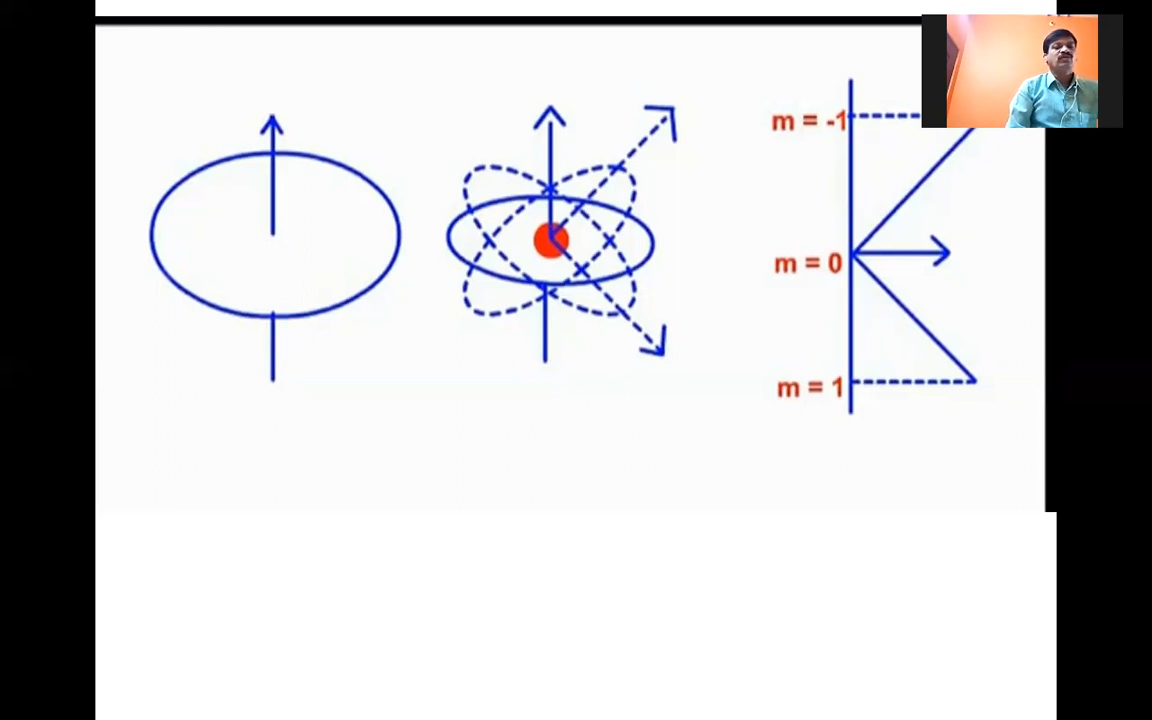 m = -1
m = 0
m = 1